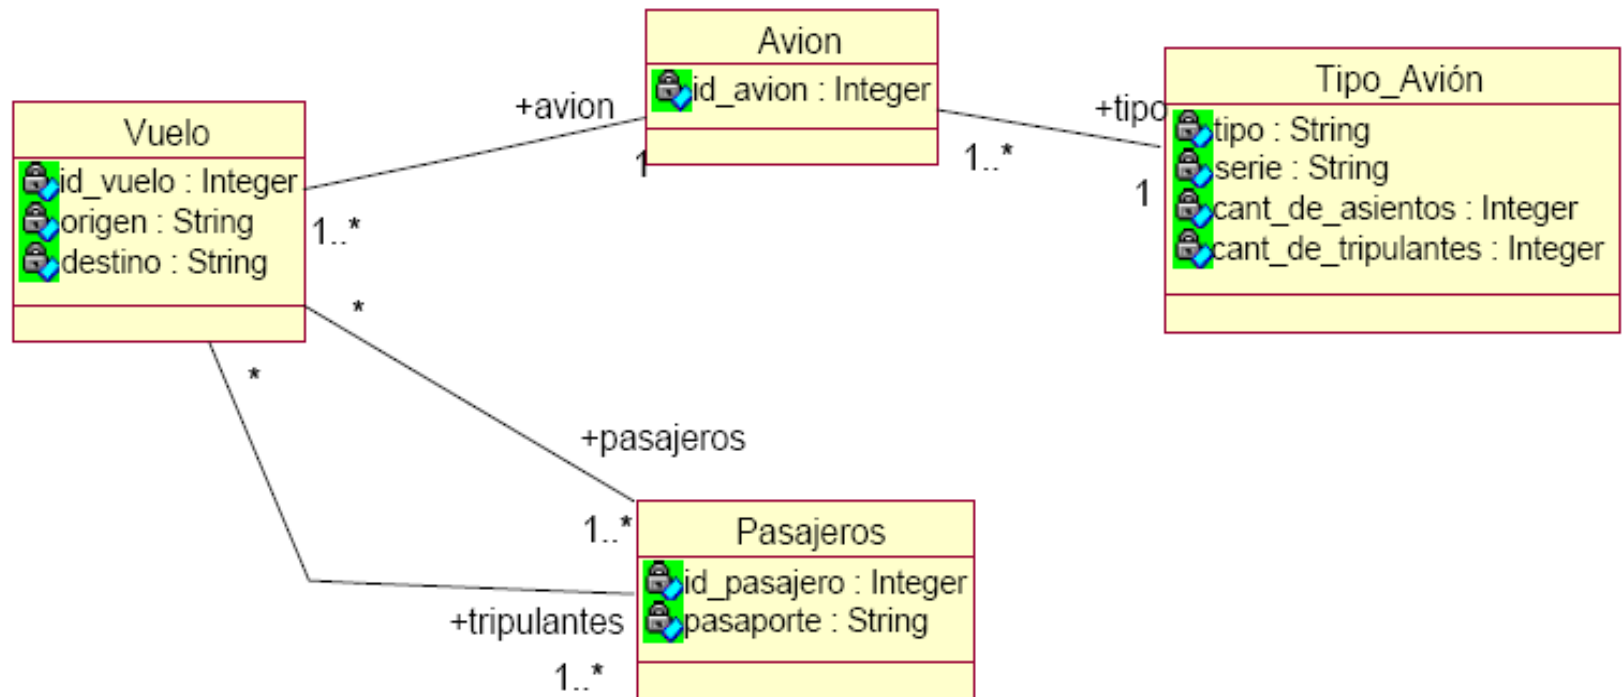 Avion
id_avion : Integer
Tipo_Avión
tipo : String
serie : String
cant_de_asientos : Integer
cant_de_tripulantes : Integer
Vuelo
id_vuelo : Integer
origen : String
destino : String
+avion
1
1..*
+tipo
1..*
1
*
+pasajeros
1..*
*
+tripulantes
1..*
Pasajeros
id_pasajero : Integer
pasaporte : String